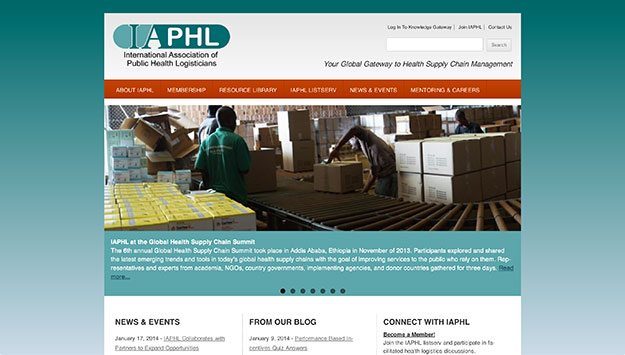 IAPHL
International Association of
Public Health Logisticians
Log In To Knowledge Gateway | Join IAPHL | Contact Us
Search
Your Global Gateway to Health Supply Chain Management
ABOUT IAPHL MEMBERSHIP RESOURCE LIBRARY IAPHL LISTSERV NEWS & EVENTS MENTORING & CAREERS
IAPHL at the Global Health Supply Chain Summit
The 6th annual Global Health Supply Chain Summit took place in Addis Ababa, Ethiopia in November of 2013. Participants explored and shared
the latest emerging trends and tools in today's global health supply chains with the goal of improving services to the public who rely on them. Rep-
resentatives and experts from academia, NGOs, country governments, implementing agencies, and donor countries gathered for three days. Read
more...
NEWS & EVENTS
January 17, 2014 - IAPHL Collaborates with
Partners to Expand Opportunities
FROM OUR BLOG
January 9, 2014 - Performance Based In-
centives Quiz Answers
CONNECT WITH IAPHL
Become a Member!
Join the IAPHL listserv and participate in fa-
cilitated health logistics discussions.